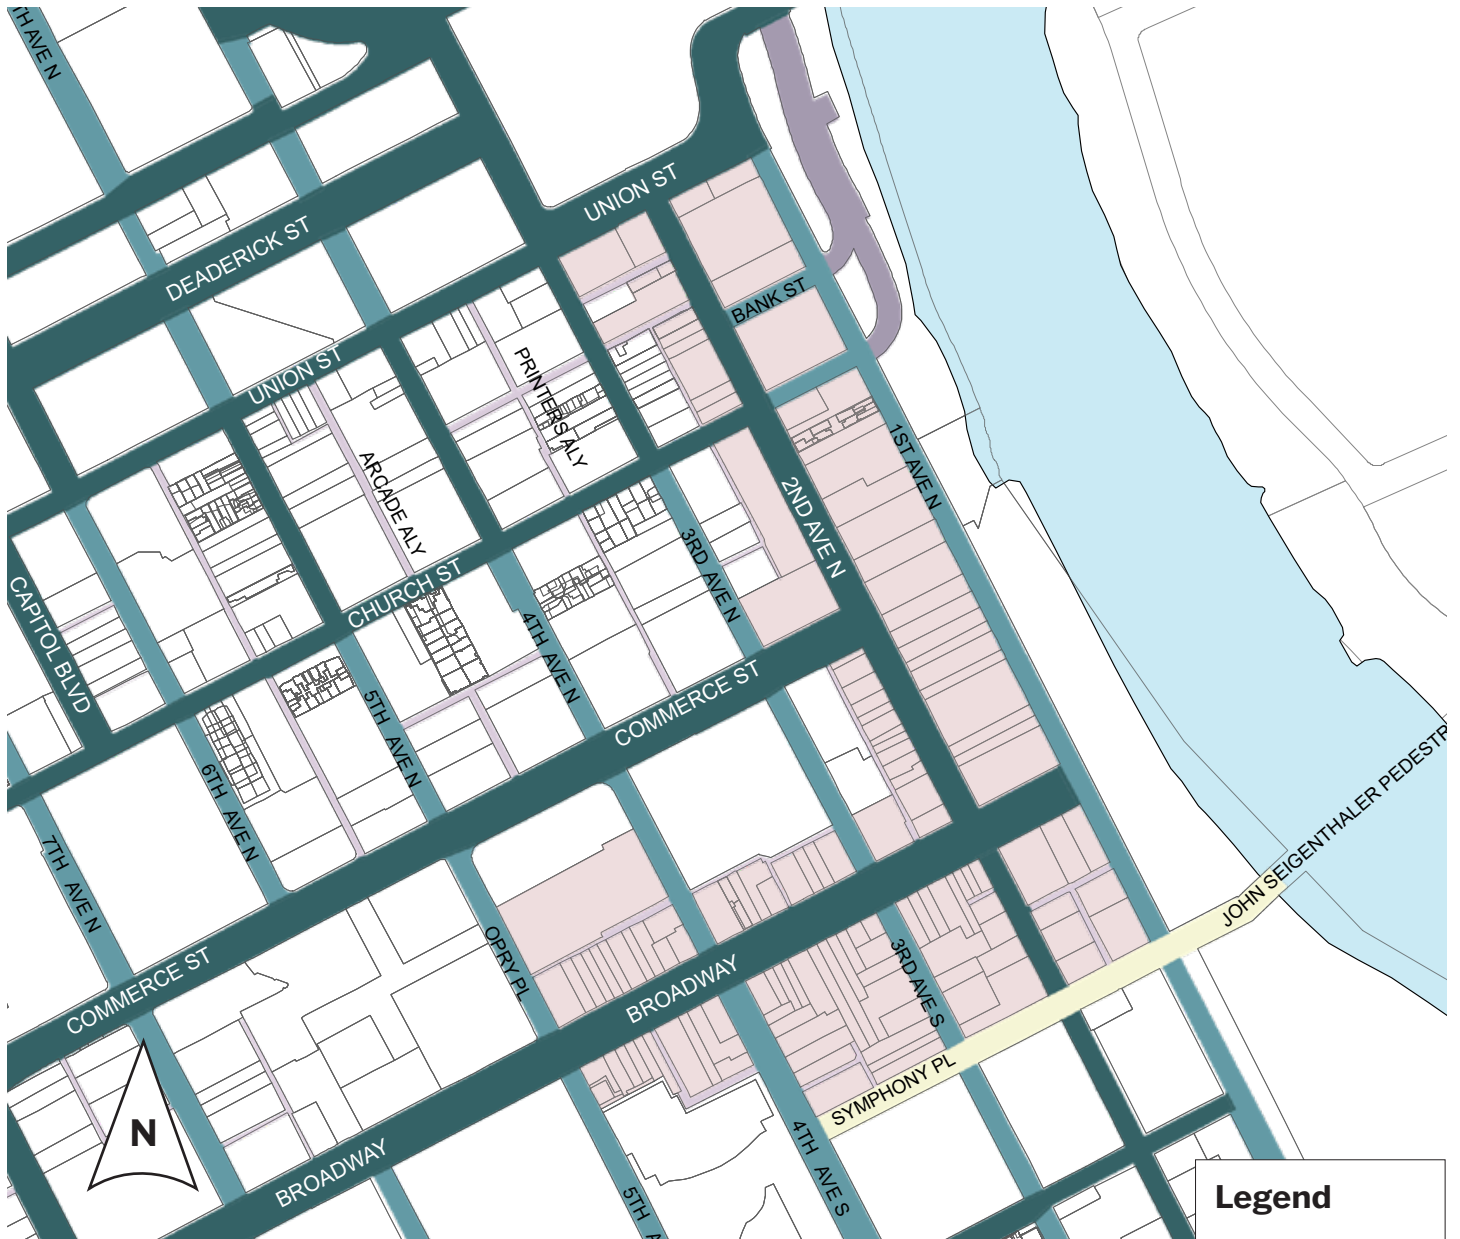 TH AVE N
UNION ST
DEADERICK ST
BANK ST
UNION ST
PRINTERS ALY
ARCADE ALY
1ST AVE N
2ND AVE N
3RD AVE N
CHURCH ST
CAPITOL BLVD
4TH AVE N
5TH AVE N
COMMERCE ST
6TH AVE N
7TH AVE N
JOHN SEIGENTHALER PEDESTR
OPRY PL
BROADWAY
3RD AVE S
COMMERCE ST
SYMPHONY PL
4TH AVE S
N
BROADWAY
5TH A
Legend